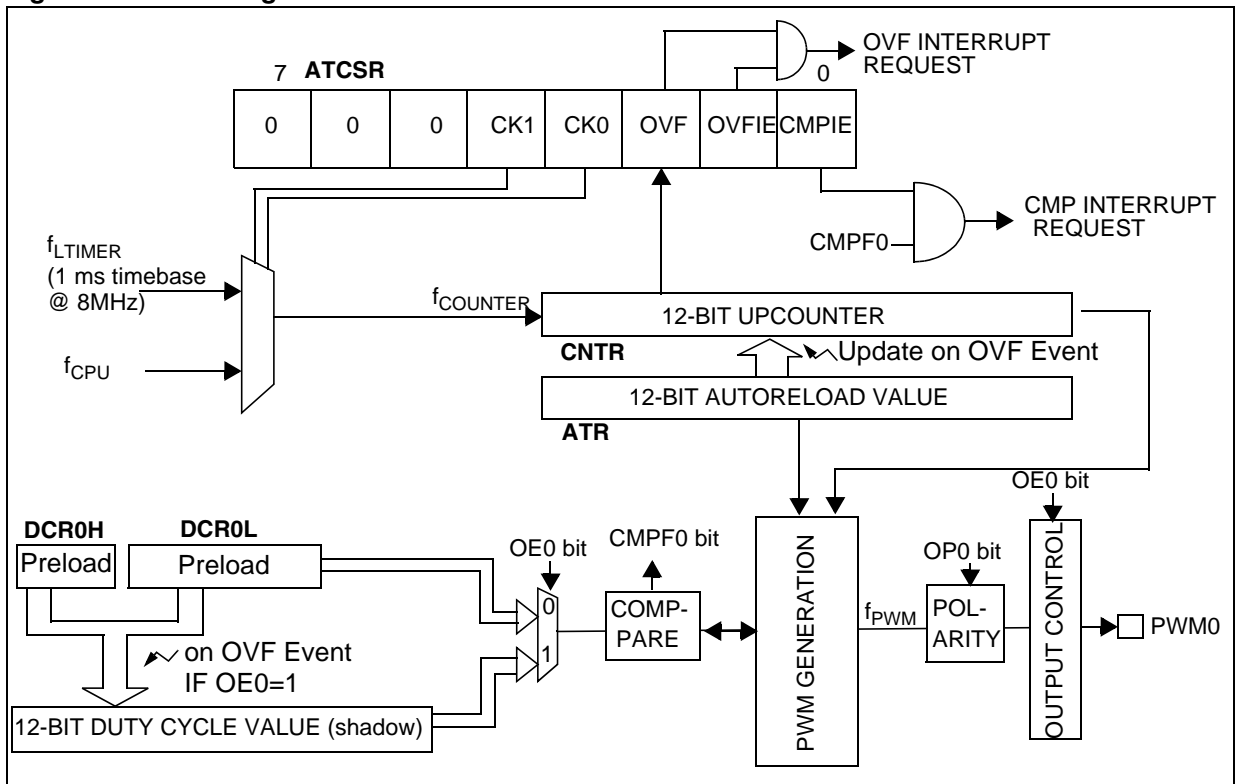 OVF INTERRUPT
REQUEST
7 ATCSR 0
0 0 0 CK1 CK0 OVF OVFIE CMPIE
CMP INTERRUPT
REQUEST
CMPF0
fLTIMER
(1 ms timebase
@ 8MHz)
fCOUNTER
12-BIT UPCOUNTER
CNTR
Update on OVF Event
fCPU
12-BIT AUTORELOAD VALUE
ATR
OE0 bit
DCR0H DCR0L
Preload Preload
OE0 bit
CMPF0 bit
OP0 bit
0
1
COMP-
PARE
PWM GENERATION
fPWM
POL-
ARITY
OUTPUT CONTROL
PWM0
on OVF Event
IF OE0=1
12-BIT DUTY CYCLE VALUE (shadow)